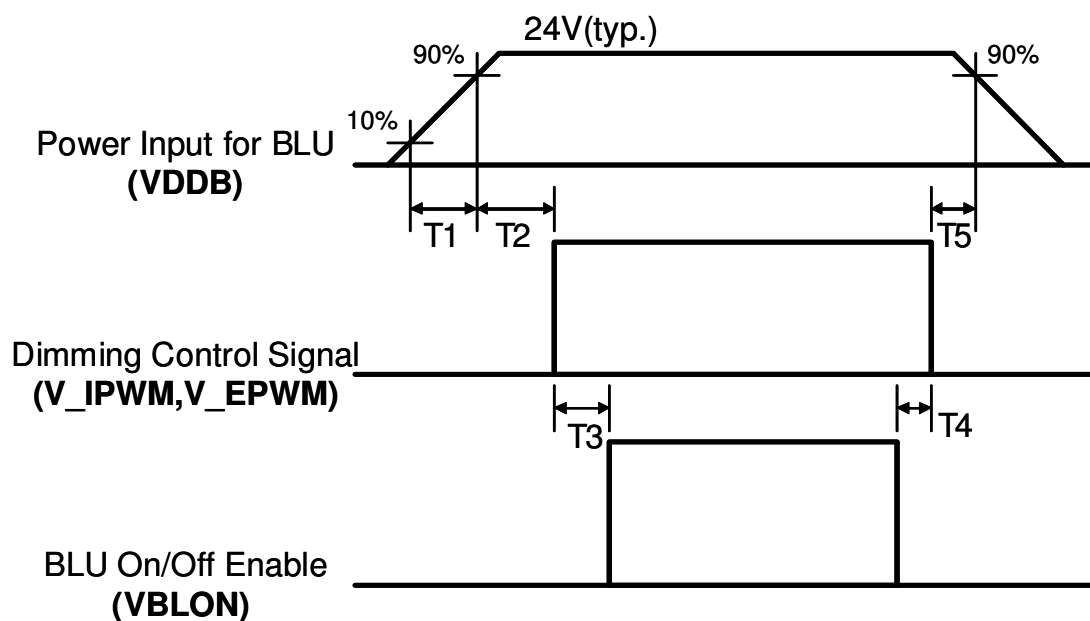 24V(typ.)
90%
90%
10%
Power Input for BLU
(VDDB)
T1
T2
T5
Dimming Control Signal
(V_IPWM,V_EPWM)
T3
T4
BLU On/Off Enable
(VBLON)